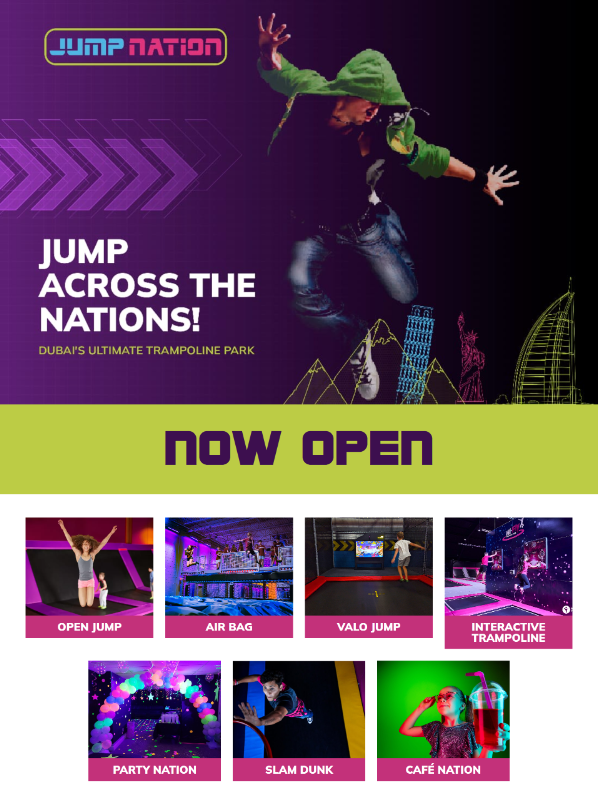 JUMP NATION
JUMP
ACROSS THE
NATIONS!
DUBAI'S ULTIMATE TRAMPOLINE PARK
NOW OPEN
OPEN JUMP
AIR BAG
VALO JUMP
INTERACTIVE
TRAMPOLINE
PARTY NATION
SLAM DUNK
CAFÉ NATION